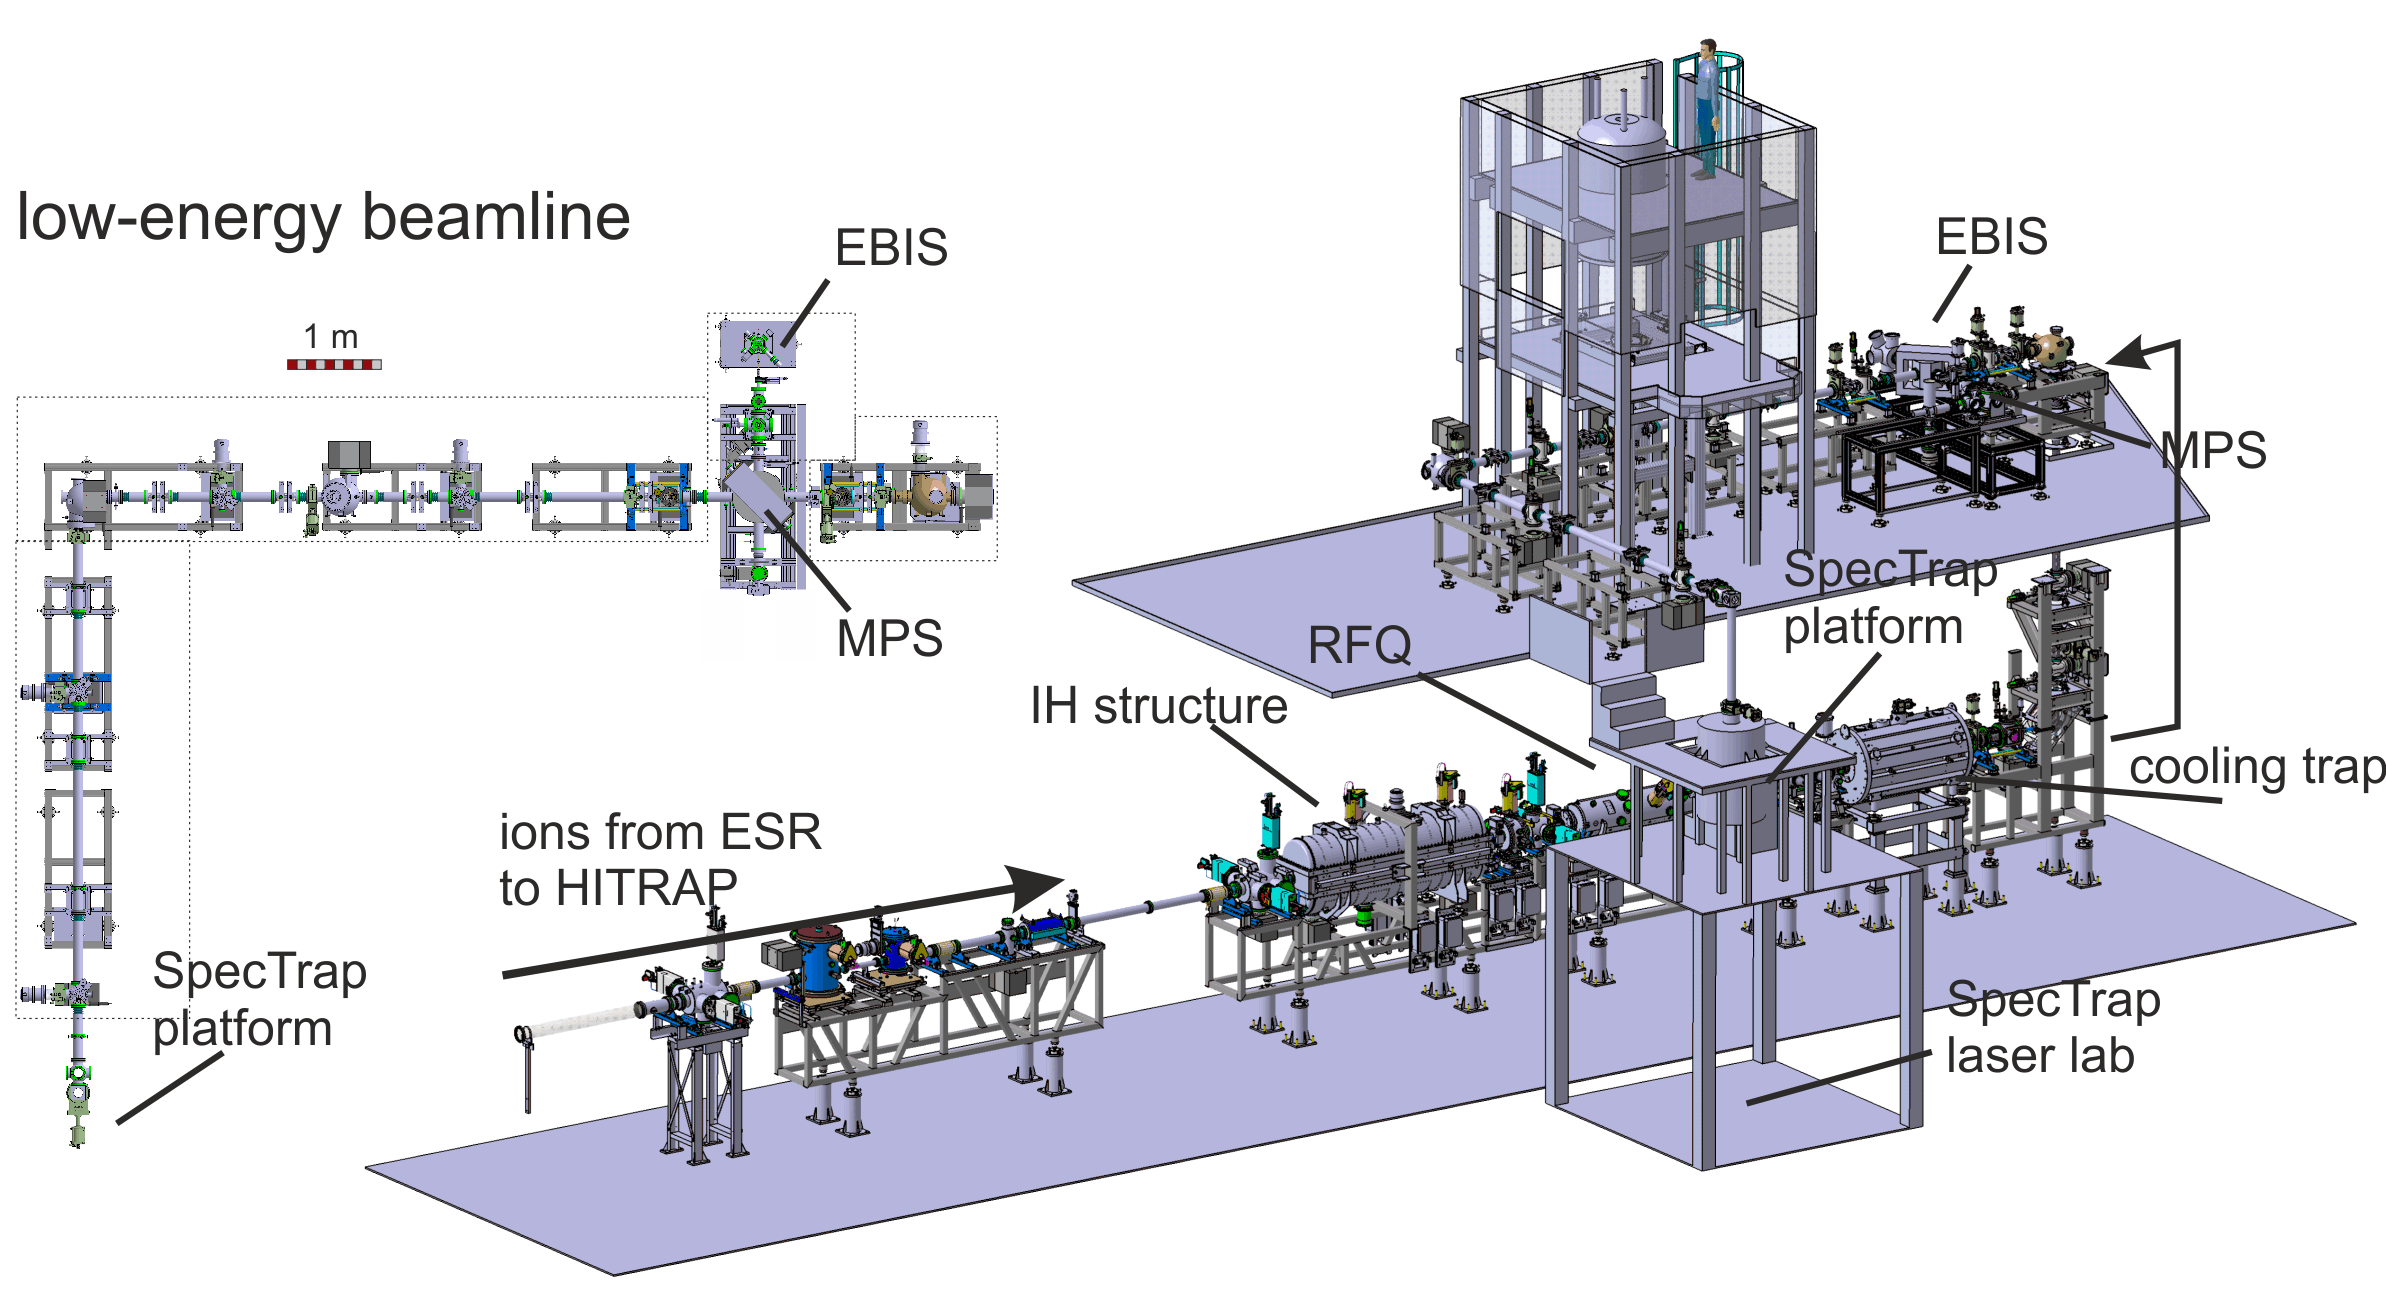 low-energy beamline
1 m
EBIS
MPS
SpecTrap
platform
EBIS
MPS
SpecTrap
platform
RFQ
IH structure
cooling trap
ions from ESR
to HITRAP
SpecTrap
laser lab